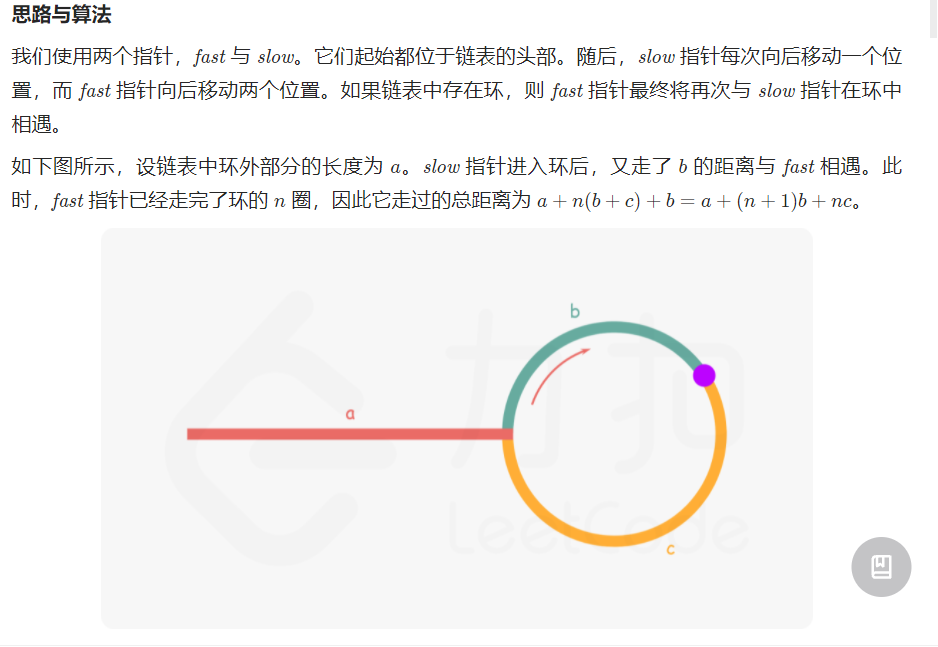 思路与算法
我们使用两个指针，fast 与 slow。它们起始都位于链表的头部。随后，slow 指针每次向后移动一个位
置，而 fast 指针向后移动两个位置。如果链表中存在环，则 fast 指针最终将再次与 slow 指针在环中
相遇。
如下图所示，设链表中环外部分的长度为 a。slow 指针进入环后，又走了 b 的距离与 fast 相遇。此
时，fast 指针已经走完了环的 n 圈，因此它走过的总距离为 a + n(b + c) + b = a + (n + 1)b + nc。
b
力扣
a
LeetCode
c